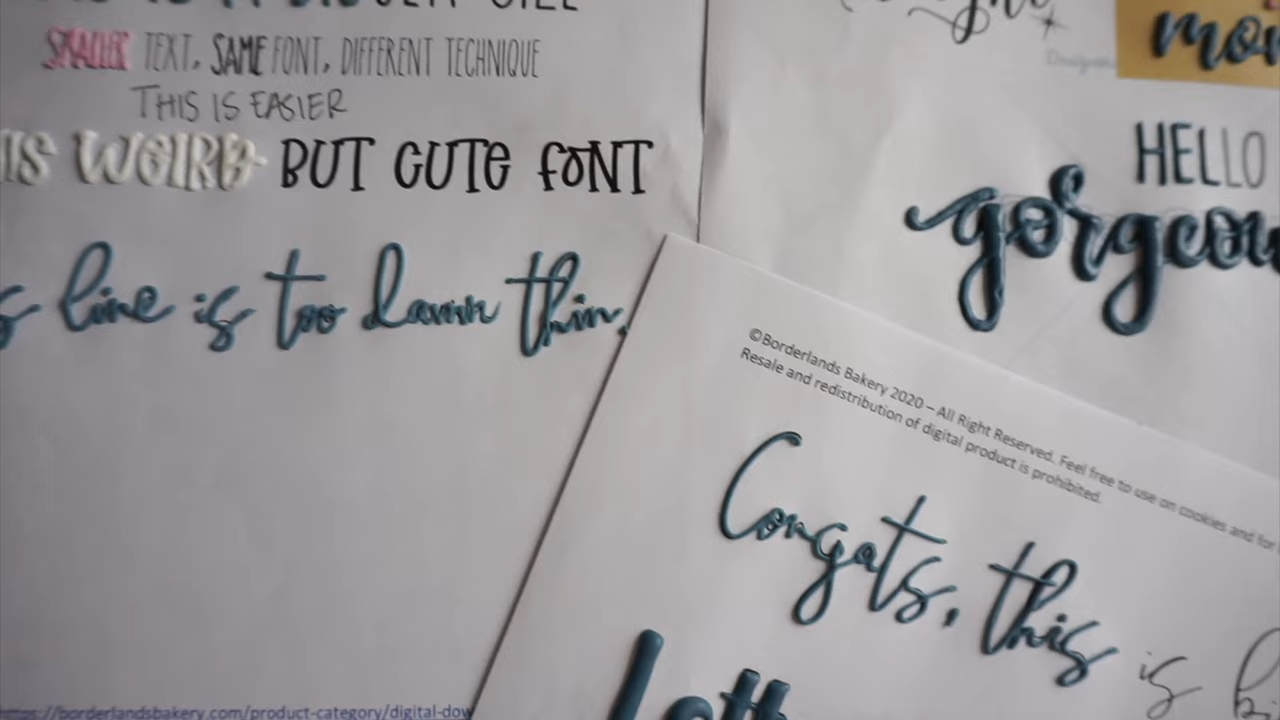 SMALLER TEXT, SAME FONT, DIFFERENT TECHNIQUE
THIS IS EASIER
IS WEIRD BUT CUTE FONT
s line is too damn thin.
https://borderlandsbakery.com/product-category/digital-dow
HELLO
gorgeou
©Borderlands Bakery 2020 – All Right Reserved. Feel free to use on cookies and for
Resale and redistribution of digital product is prohibited.
Congats, this is